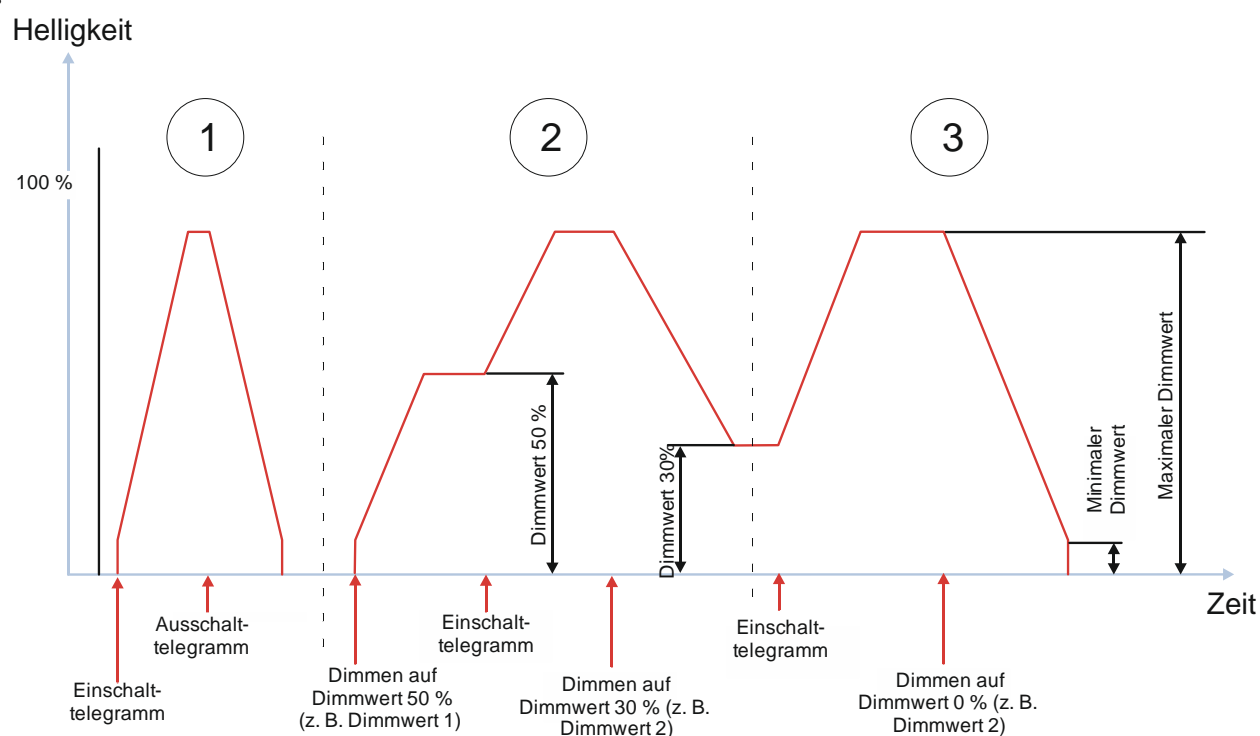 Helligkeit
1
2
3
100 %
Dimmwert 50 %
Dimmwert 30%
Minimaler
Dimmwert
Maximaler Dimmwert
Zeit
Einschalt-
telegramm
Ausschalt-
telegramm
Dimmen auf
Dimmwert 50 %
(z. B. Dimmwert 1)
Einschalt-
telegramm
Dimmen auf
Dimmwert 30 % (z. B.
Dimmwert 2)
Einschalt-
telegramm
Dimmen auf
Dimmwert 0 % (z. B.
Dimmwert 2)